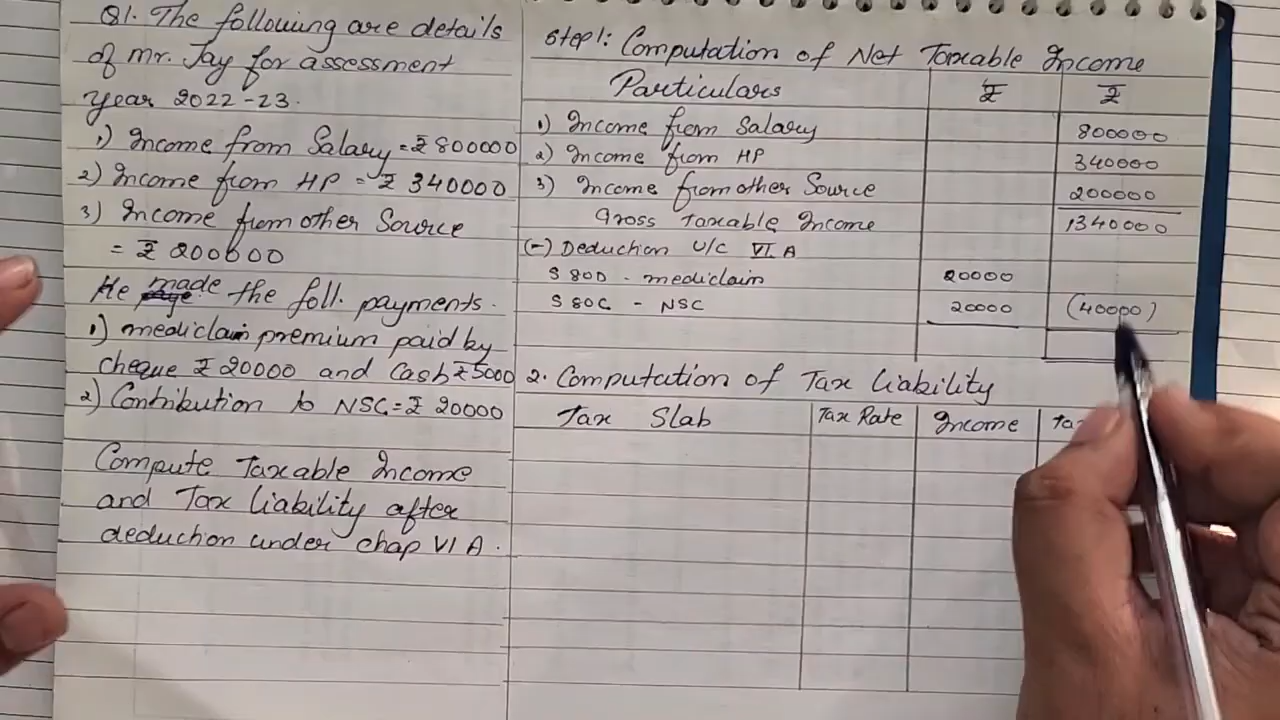 Q1. The following are details
of Mr. Jay for assessment
year 2022-23.
1) Income from Salary = ₹ 800000
2) Income from HP = ₹ 340000
3) Income from other Source
= ₹ 200000
He made the foll. payments.
1) mediclaim premium paid by
cheque ₹ 20000 and Cash ₹ 5000
2) Contribution to NSC = ₹ 20000
Compute Taxable Income
and Tax liability after
deduction under chap VI A.
Step 1: Computation of Net Taxable Income
Particulars ₹ ₹
1) Income from Salary 800000
2) Income from HP 340000
3) Income from other Source 200000
Gross Taxable Income 1340000
(-) Deduction U/C VI A
S 80D - mediclaim 20000
S 80C - NSC 20000 (40000)
2. Computation of Tax liability
Tax Slab Tax Rate Income